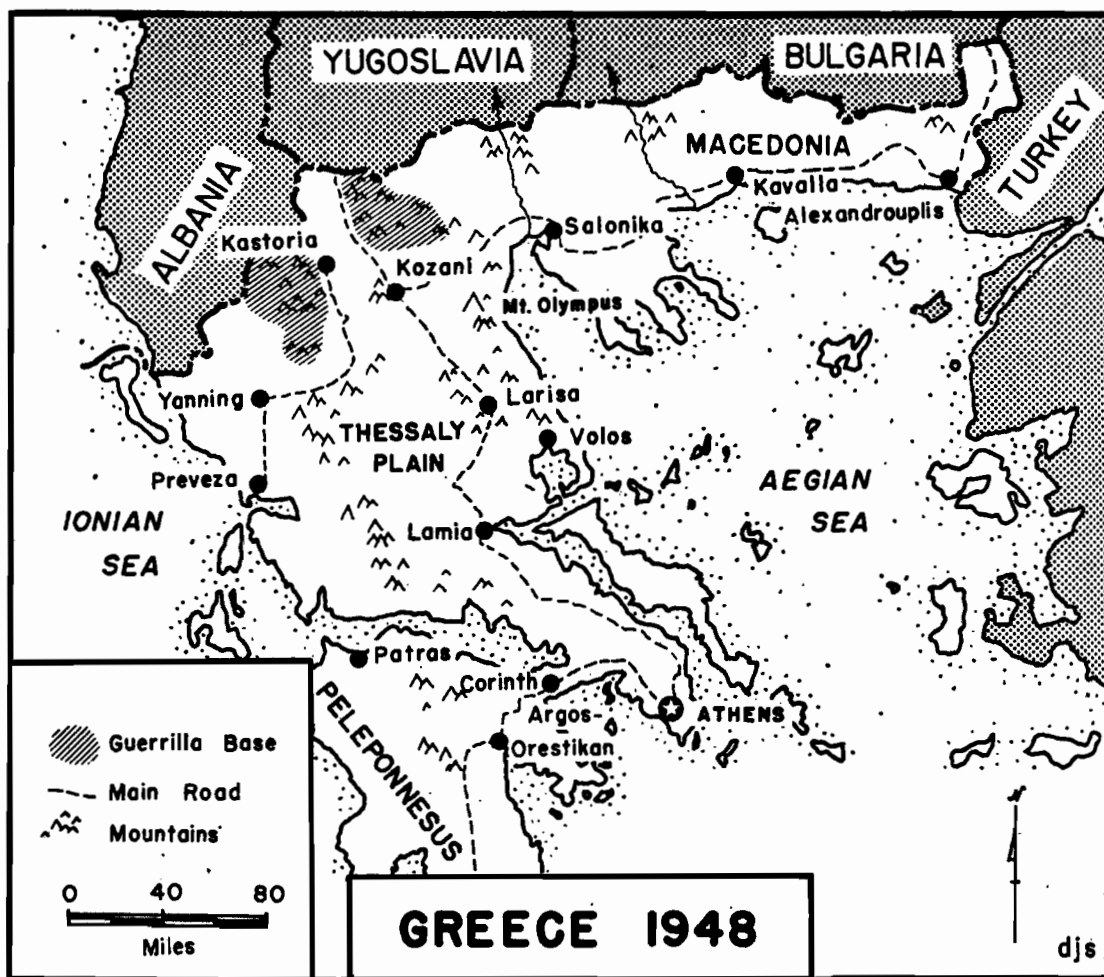 YUGOSLAVIA
BULGARIA
ALBANIA
MACEDONIA
TURKEY
Kavalla
Alexandrouplis
Kastoria
Salonika
Kozani
Mt. Olympus
Yanning
Larisa
THESSALY
PLAIN
Volos
Preveza
IONIAN
SEA
AEGIAN
SEA
Lamia
Patras
Corinth
ATHENS
Argos-
Orestikan
PELEPONNESUS
Guerrilla Base
Main Road
Mountains
0 40 80
Miles
N
GREECE 1948
djs